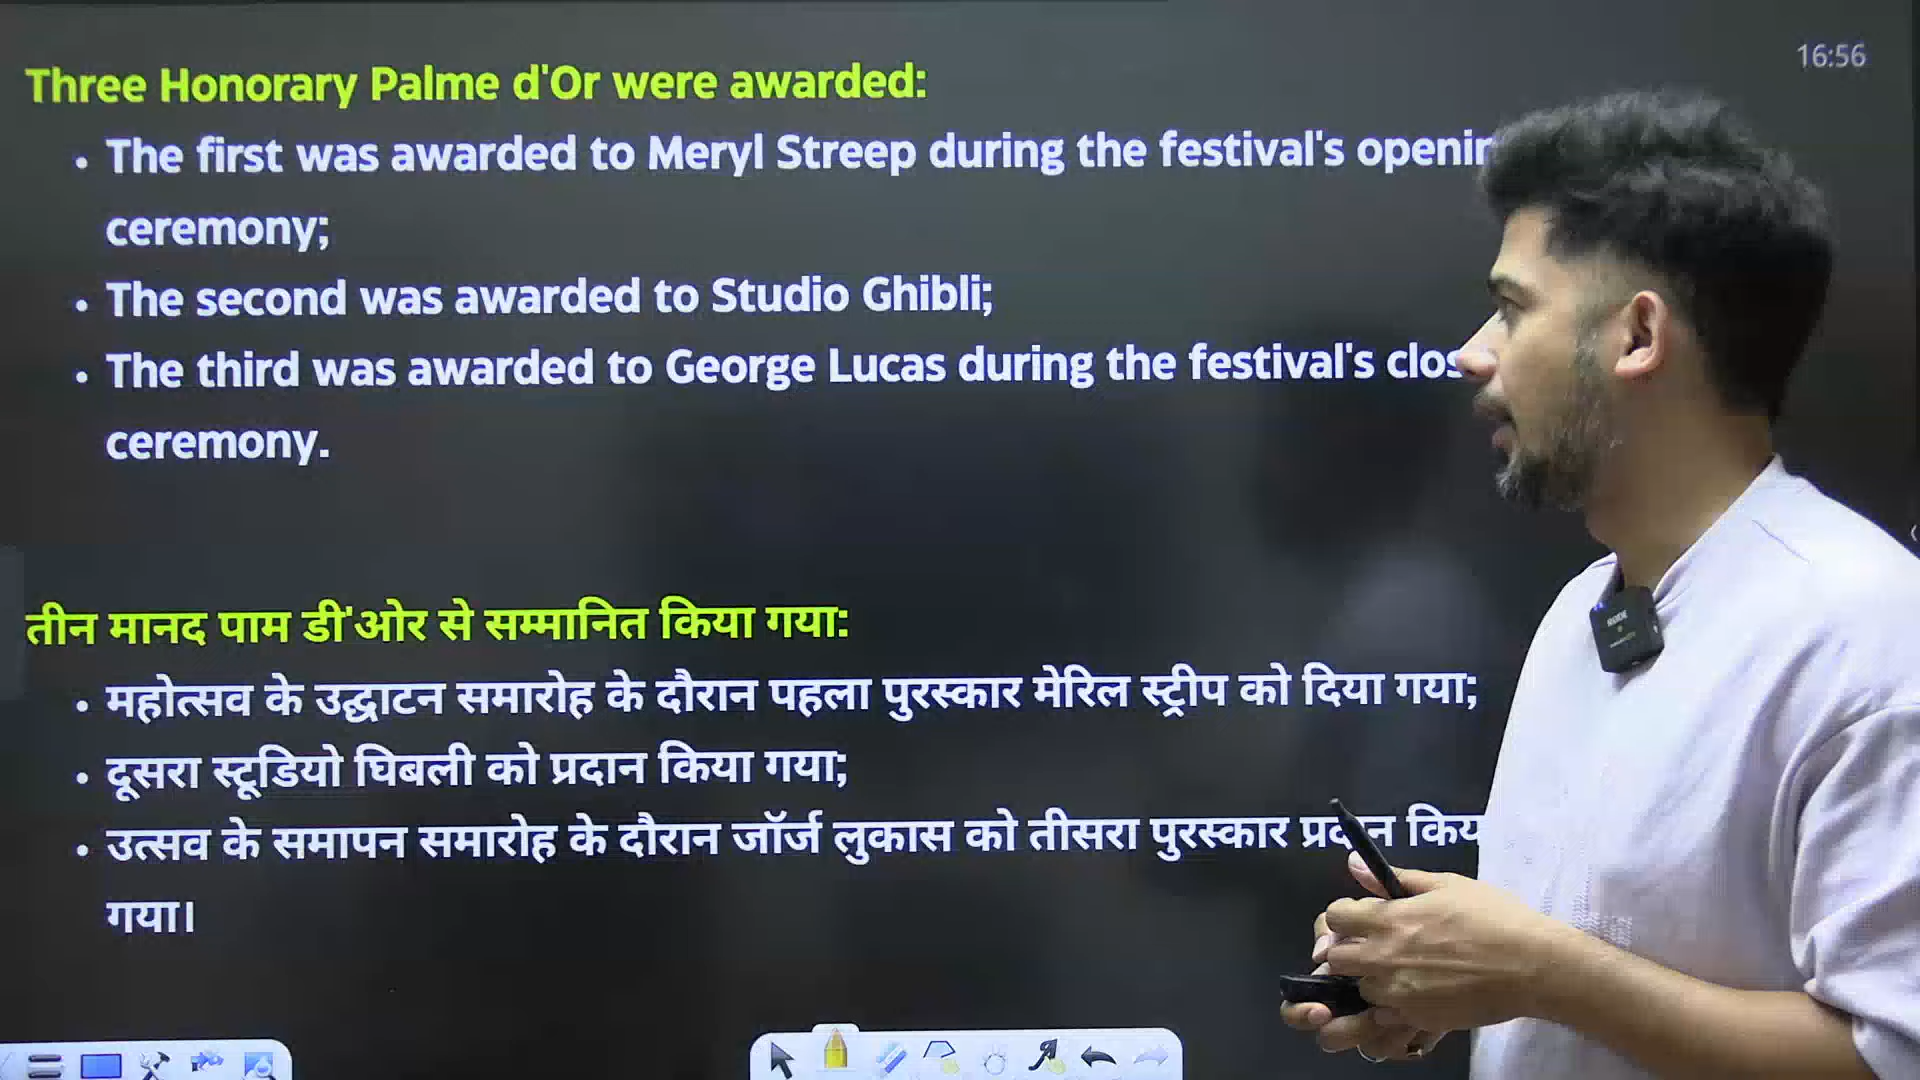 16:56
Three Honorary Palme d'Or were awarded:
• The first was awarded to Meryl Streep during the festival's
ceremony;
• The second was awarded to Studio Ghibli;
• The third was awarded to George Lucas during the festival's
ceremony.
तीन मानद पाम डी'ओर से सम्मानित किया गया:
• महोत्सव के उद्घाटन समारोह के दौरान पहला पुरस्कार मेरिल स्ट्रीप को दिया गया;
• दूसरा स्टूडियो घिबली को प्रदान किया गया;
• उत्सव के समापन समारोह के दौरान जॉर्ज लुकास को तीसरा पुरस्कार प्रदान
गया।
RODE